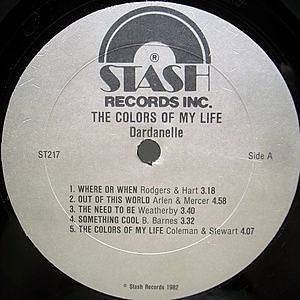 ®
STASH
RECORDS INC.
THE COLORS OF MY LIFE
Dardanelle
ST217
Side A
1. WHERE OR WHEN Rodgers & Hart 3.18
2. OUT OF THIS WORLD Arlen & Mercer 4.58
3. THE NEED TO BE Weatherby 3.40
4. SOMETHING COOL B. Barnes 3.32
5. THE COLORS OF MY LIFE Coleman & Stewart 4.07
© Stash Records 1982